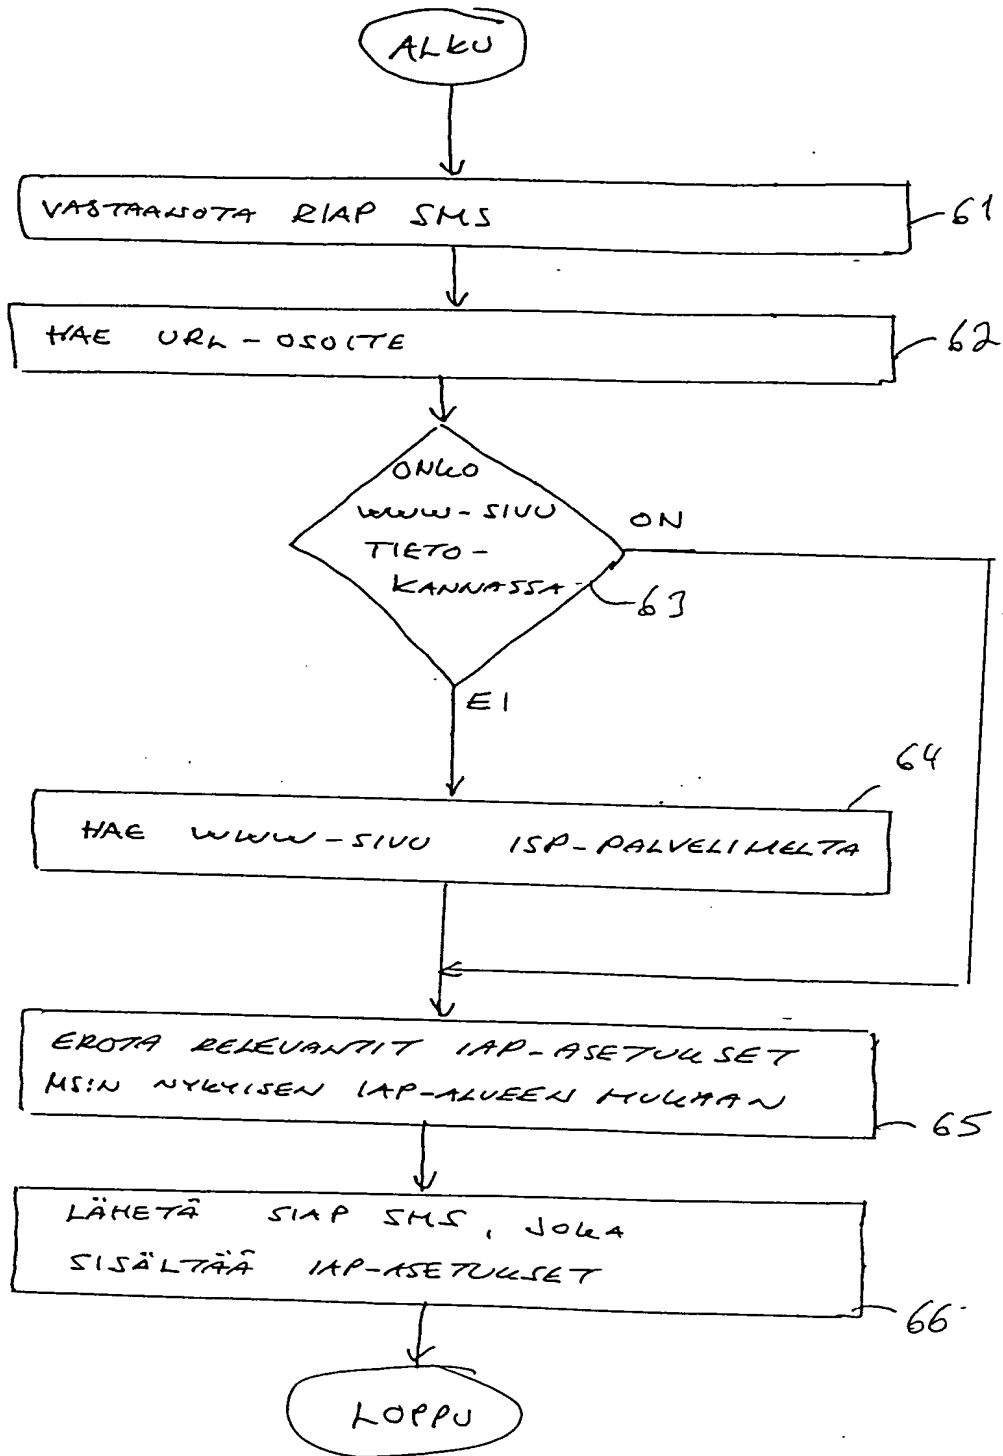 ALKU
VASTAANOTA RIAP SMS
61
HAE URL-OSOITE
62
ONKO
WWW-SIVU
TIETO-
KANNASSA
ON
63
EI
64
HAE WWW-SIVU ISP-PALVELIMELTA
EROTA RELEVANTIT IAP-ASETUKSET
MS:N NYKYISEN IAP-ALUEEN MUKAAN
65
LÄHETÄ SIAP SMS, JOKA
SISÄLTÄÄ IAP-ASETUKSET
66
LOPPU